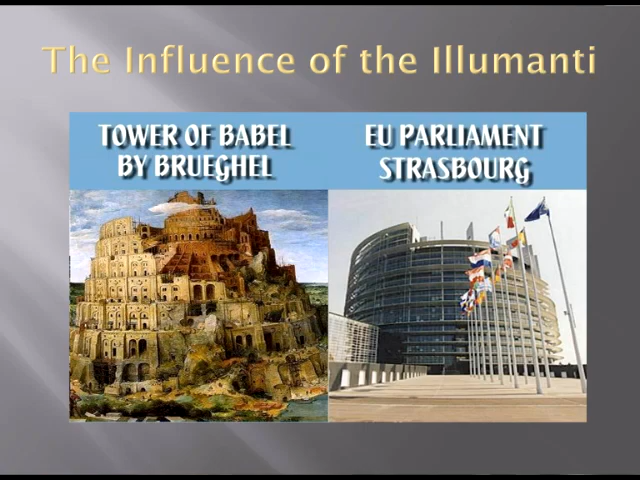 The Influence of the Illumanti
TOWER OF BABEL
BY BRUEGHEL
EU PARLIAMENT
STRASBOURG